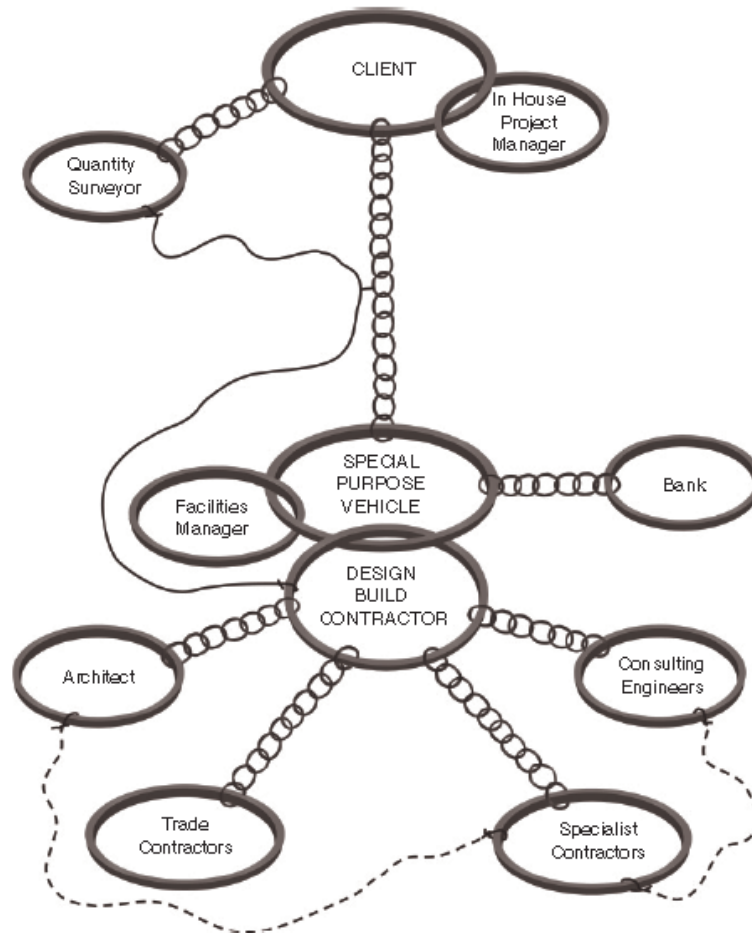 CLIENT
In House
Project
Manager
Quantity
Surveyor
SPECIAL
PURPOSE
VEHICLE
Bank
Facilities
Manager
DESIGN
BUILD
CONTRACTOR
Architect
Consulting
Engineers
Trade
Contractors
Specialist
Contractors